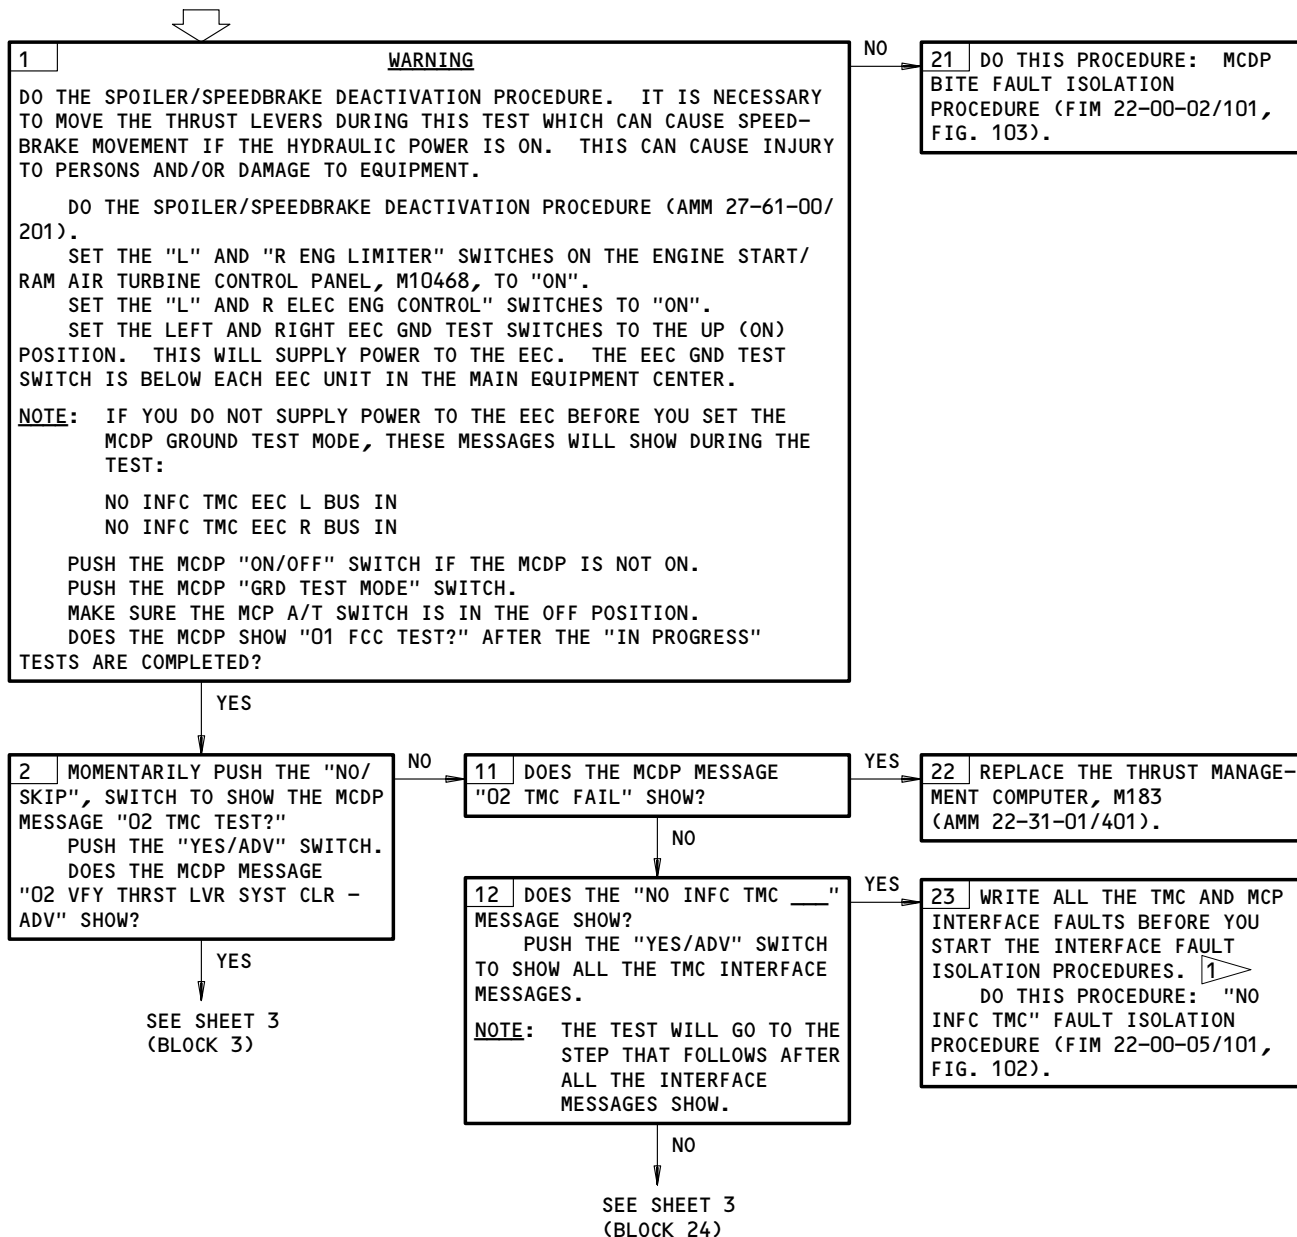 1
WARNING
DO THE SPOILER/SPEEDBRAKE DEACTIVATION PROCEDURE. IT IS NECESSARY
TO MOVE THE THRUST LEVERS DURING THIS TEST WHICH CAN CAUSE SPEED-
BRAKE MOVEMENT IF THE HYDRAULIC POWER IS ON. THIS CAN CAUSE INJURY
TO PERSONS AND/OR DAMAGE TO EQUIPMENT.
DO THE SPOILER/SPEEDBRAKE DEACTIVATION PROCEDURE (AMM 27-61-00/
201).
SET THE "L" AND "R ENG LIMITER" SWITCHES ON THE ENGINE START/
RAM AIR TURBINE CONTROL PANEL, M10468, TO "ON".
SET THE "L" AND R ELEC ENG CONTROL" SWITCHES TO "ON".
SET THE LEFT AND RIGHT EEC GND TEST SWITCHES TO THE UP (ON)
POSITION. THIS WILL SUPPLY POWER TO THE EEC. THE EEC GND TEST
SWITCH IS BELOW EACH EEC UNIT IN THE MAIN EQUIPMENT CENTER.
NOTE: IF YOU DO NOT SUPPLY POWER TO THE EEC BEFORE YOU SET THE
MCDP GROUND TEST MODE, THESE MESSAGES WILL SHOW DURING THE
TEST:
NO INFC TMC EEC L BUS IN
NO INFC TMC EEC R BUS IN
PUSH THE MCDP "ON/OFF" SWITCH IF THE MCDP IS NOT ON.
PUSH THE MCDP "GRD TEST MODE" SWITCH.
MAKE SURE THE MCP A/T SWITCH IS IN THE OFF POSITION.
DOES THE MCDP SHOW "01 FCC TEST?" AFTER THE "IN PROGRESS"
TESTS ARE COMPLETED?
NO
21 DO THIS PROCEDURE: MCDP
BITE FAULT ISOLATION
PROCEDURE (FIM 22-00-02/101,
FIG. 103).
YES
2 MOMENTARILY PUSH THE "NO/
SKIP", SWITCH TO SHOW THE MCDP
MESSAGE "02 TMC TEST?"
PUSH THE "YES/ADV" SWITCH.
DOES THE MCDP MESSAGE
"02 VFY THRST LVR SYST CLR -
ADV" SHOW?
NO
11 DOES THE MCDP MESSAGE
"02 TMC FAIL" SHOW?
YES
22 REPLACE THE THRUST MANAGE-
MENT COMPUTER, M183
(AMM 22-31-01/401).
NO
12 DOES THE "NO INFC TMC ___"
MESSAGE SHOW?
PUSH THE "YES/ADV" SWITCH
TO SHOW ALL THE TMC INTERFACE
MESSAGES.
NOTE: THE TEST WILL GO TO THE
STEP THAT FOLLOWS AFTER
ALL THE INTERFACE
MESSAGES SHOW.
YES
23 WRITE ALL THE TMC AND MCP
INTERFACE FAULTS BEFORE YOU
START THE INTERFACE FAULT
ISOLATION PROCEDURES. 1
DO THIS PROCEDURE: "NO
INFC TMC" FAULT ISOLATION
PROCEDURE (FIM 22-00-05/101,
FIG. 102).
YES
SEE SHEET 3
(BLOCK 3)
NO
SEE SHEET 3
(BLOCK 24)